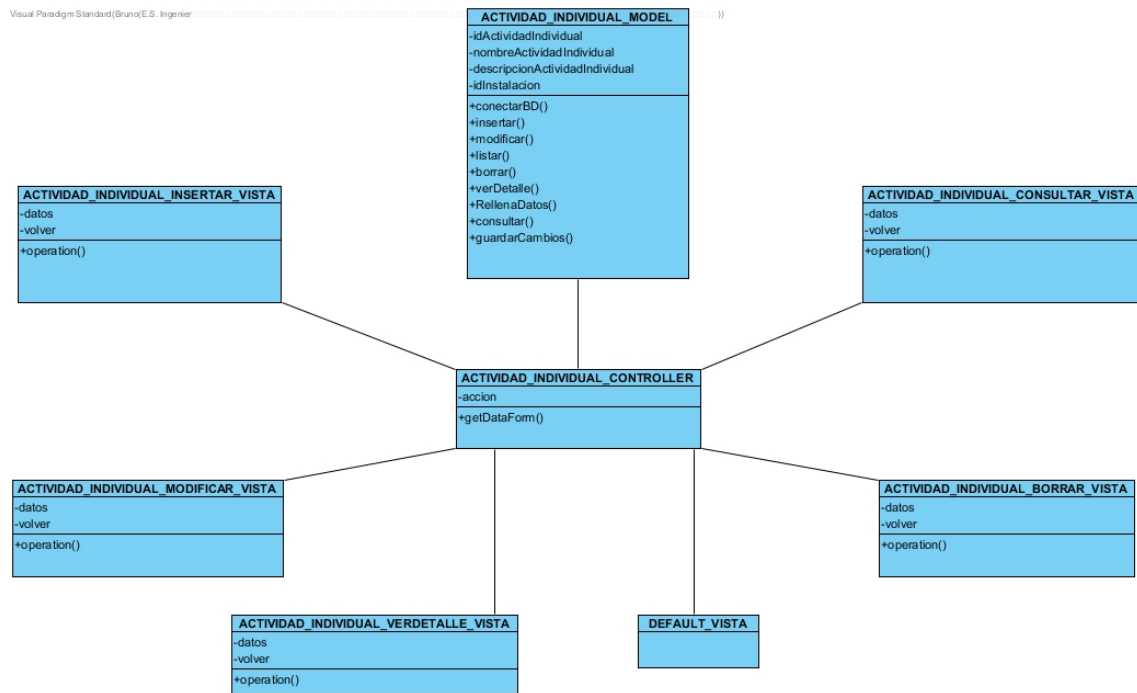 Visual Paradigm Standard(Bruno(E.S. Ingenier
))
ACTIVIDAD_INDIVIDUAL_MODEL
-idActividadIndividual
-nombreActividadIndividual
-descripcionActividadIndividual
-idInstalacion
+conectarBD()
+insertar()
+modificar()
+listar()
+borrar()
+verDetalle()
+RellenaDatos()
+consultar()
+guardarCambios()
ACTIVIDAD_INDIVIDUAL_INSERTAR_VISTA
-datos
-volver
+operation()
ACTIVIDAD_INDIVIDUAL_CONSULTAR_VISTA
-datos
-volver
+operation()
ACTIVIDAD_INDIVIDUAL_CONTROLLER
-accion
+getDataForm()
ACTIVIDAD_INDIVIDUAL_MODIFICAR_VISTA
-datos
-volver
+operation()
ACTIVIDAD_INDIVIDUAL_BORRAR_VISTA
-datos
-volver
+operation()
ACTIVIDAD_INDIVIDUAL_VERDETALLE_VISTA
-datos
-volver
+operation()
DEFAULT_VISTA